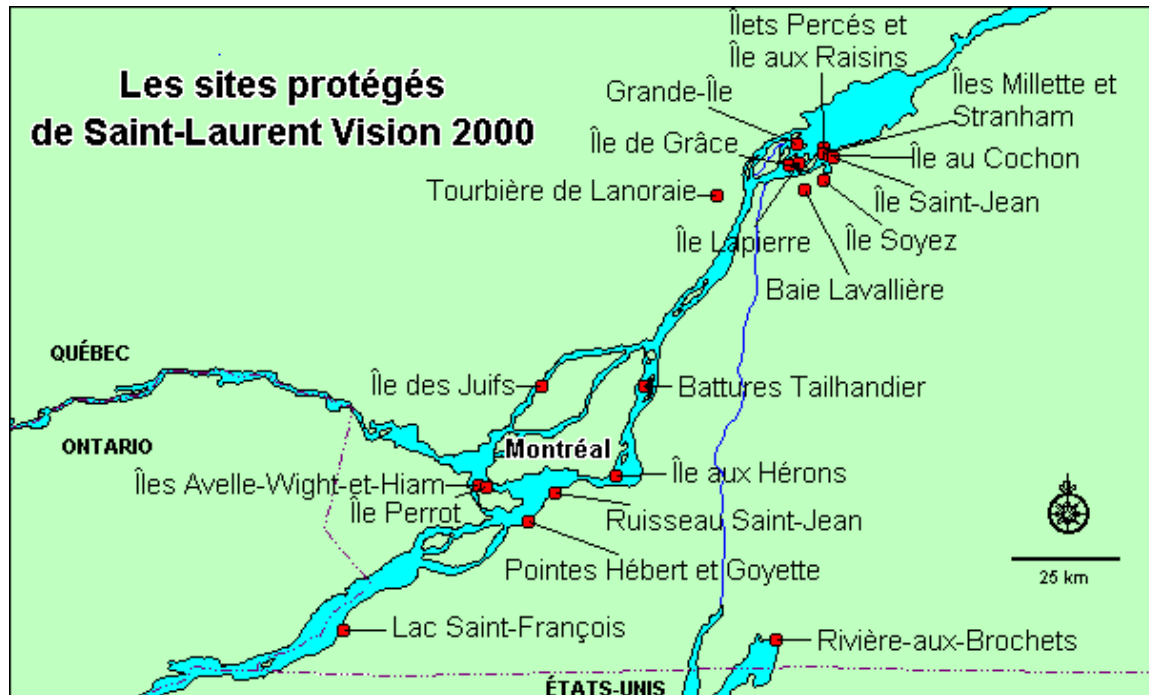 Les sites protégés
de Saint-Laurent Vision 2000
Îlets Percés et
Île aux Raisins
Îles Millette et
Stranham
Grande-Île
Île de Grâce
Île au Cochon
Tourbière de Lanoraie
Île Saint-Jean
Île Lapierre
Île Soyez
Baie Lavallière
QUÉBEC
Île des Juifs
Battures Tailhandier
ONTARIO
Montréal
Îles Avelle-Wight-et-Hiam
Île aux Hérons
Île Perrot
Ruisseau Saint-Jean
Pointes Hébert et Goyette
25 km
Lac Saint-François
Rivière-aux-Brochets
ÉTATS-UNIS